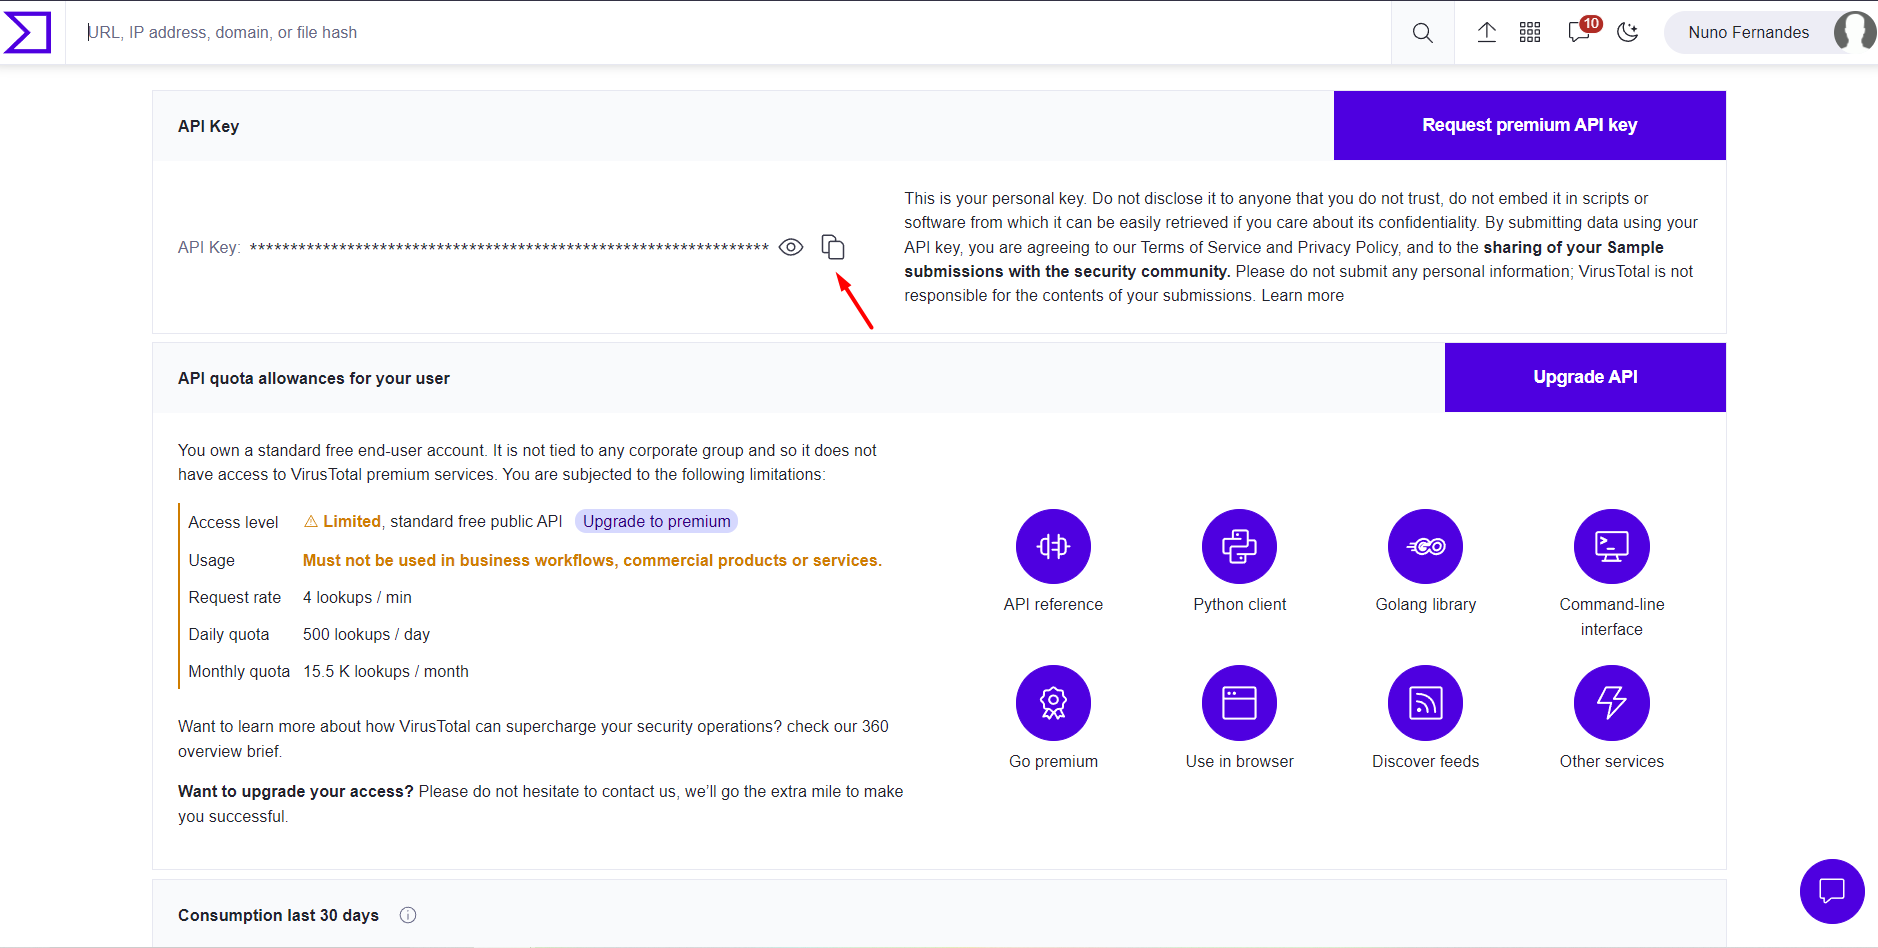 URL, IP address, domain, or file hash
10
Nuno Fernandes
API Key
Request premium API key
API Key: ****************************************************************
This is your personal key. Do not disclose it to anyone that you do not trust, do not embed it in scripts or
software from which it can be easily retrieved if you care about its confidentiality. By submitting data using your
API key, you are agreeing to our Terms of Service and Privacy Policy, and to the sharing of your Sample
submissions with the security community. Please do not submit any personal information; VirusTotal is not
responsible for the contents of your submissions. Learn more
API quota allowances for your user
Upgrade API
You own a standard free end-user account. It is not tied to any corporate group and so it does not
have access to VirusTotal premium services. You are subjected to the following limitations:
Access level Limited, standard free public API Upgrade to premium
Usage Must not be used in business workflows, commercial products or services.
Request rate 4 lookups / min
Daily quota 500 lookups / day
Monthly quota 15.5 K lookups / month
Want to learn more about how VirusTotal can supercharge your security operations? check our 360
overview brief.
Want to upgrade your access? Please do not hesitate to contact us, we'll go the extra mile to make
you successful.
GO
API reference
Python client
Golang library
Command-line
interface
Go premium
Use in browser
Discover feeds
Other services
Consumption last 30 days